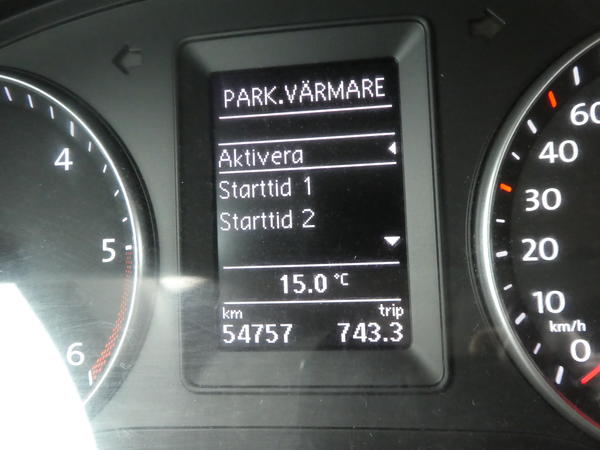 PARK.VÄRMARE
Aktivera
Starttid 1
Starttid 2
15.0 °C
km trip
54757 743.3
4
5
6
60
40
30
20
10
km/h
0